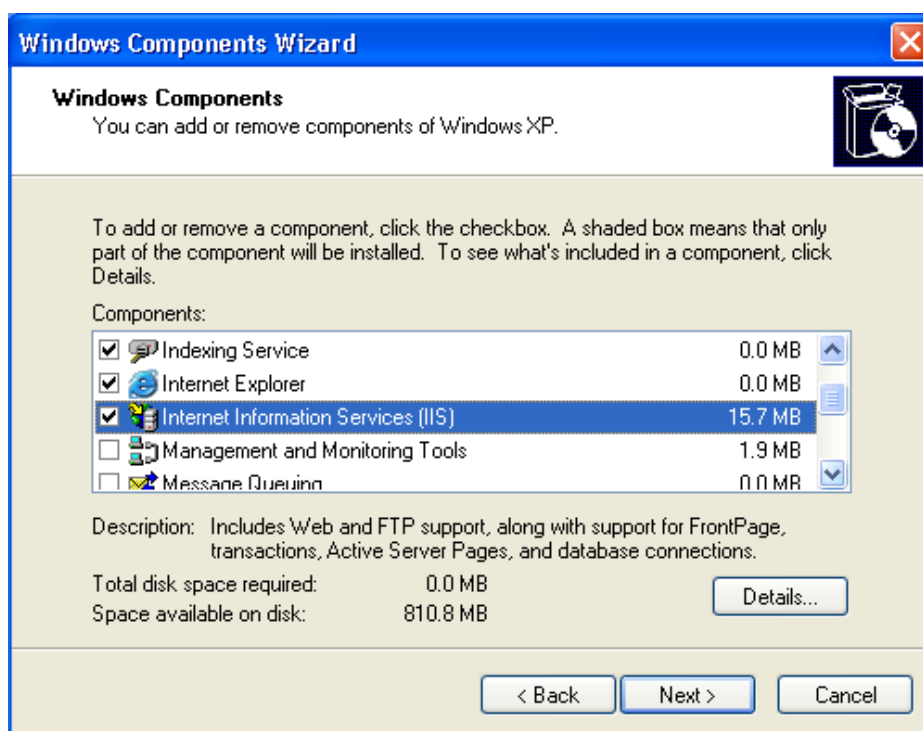 Windows Components Wizard
Windows Components
You can add or remove components of Windows XP.
To add or remove a component, click the checkbox. A shaded box means that only
part of the component will be installed. To see what's included in a component, click
Details.
Components:
Indexing Service 0.0 MB
Internet Explorer 0.0 MB
Internet Information Services (IIS) 15.7 MB
Management and Monitoring Tools 1.9 MB
Message Queuing 0.0 MB
Description: Includes Web and FTP support, along with support for FrontPage,
transactions, Active Server Pages, and database connections.
Total disk space required: 0.0 MB
Space available on disk: 810.8 MB
Details...
< Back Next > Cancel